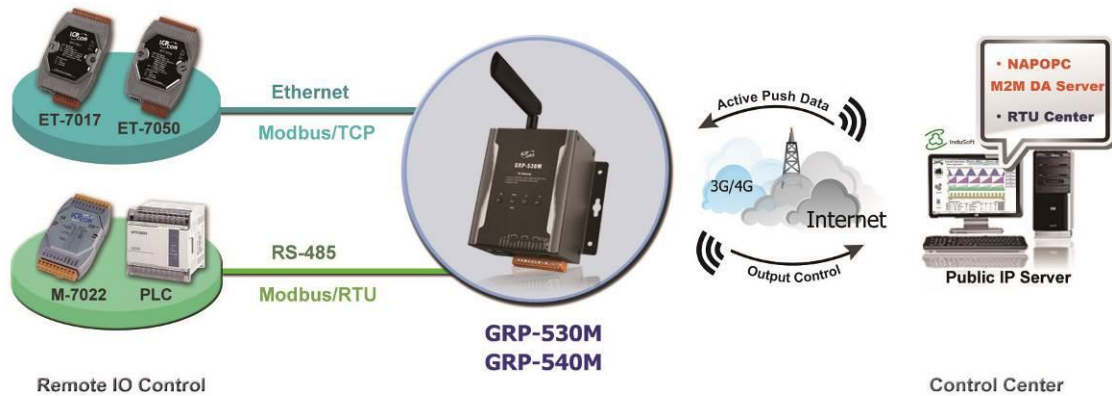 ET-7017
ET-7050
Ethernet
Modbus/TCP
M-7022
PLC
RS-485
Modbus/RTU
GRP-530M
GRP-530M
GRP-540M
Active Push Data
3G/4G
Internet
Output Control
• NAPOPC
M2M DA Server
• RTU Center
InduSoft
Public IP Server
Remote IO Control
Control Center